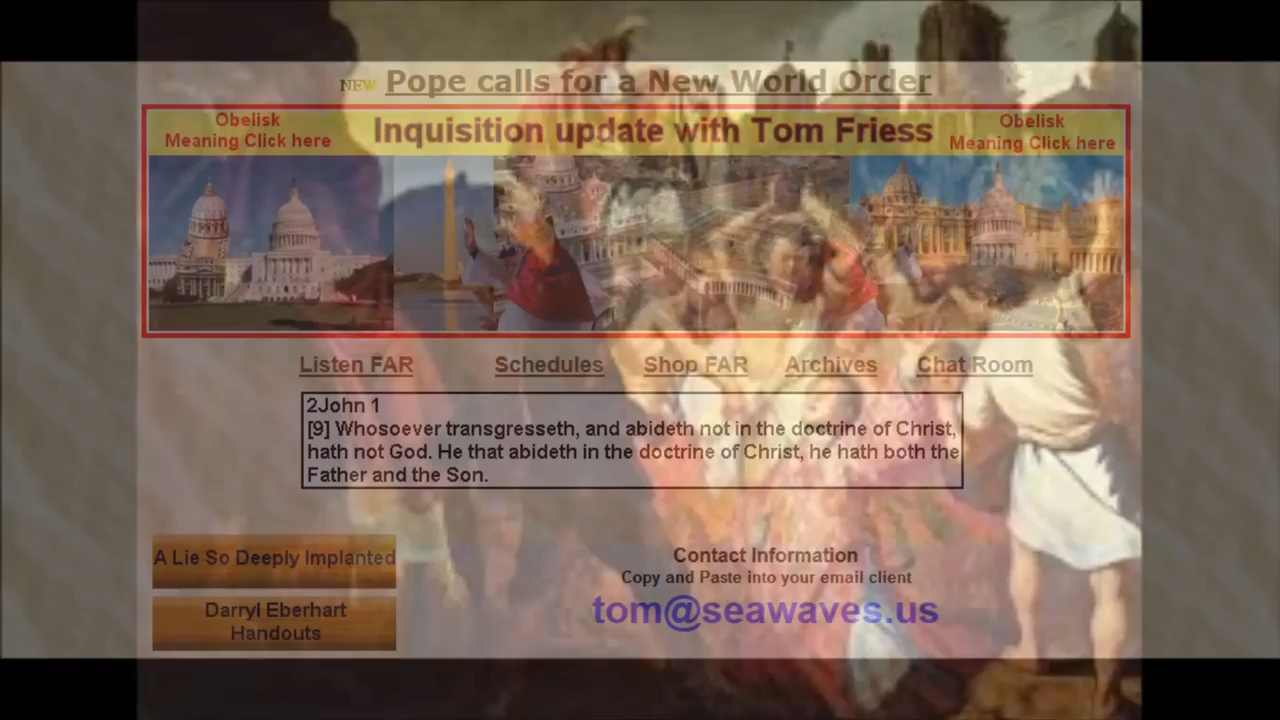 NEW Pope calls for a New World Order
Obelisk
Meaning Click here
Inquisition update with Tom Friess
Obelisk
Meaning Click here
Listen FAR Schedules Shop FAR Archives Chat Room
2John 1
[9] Whosoever transgresseth, and abideth not in the doctrine of Christ,
hath not God. He that abideth in the doctrine of Christ, he hath both the
Father and the Son.
A Lie So Deeply Implanted
Darryl Eberhart
Handouts
Contact Information
Copy and Paste into your email client
tom@seawaves.us